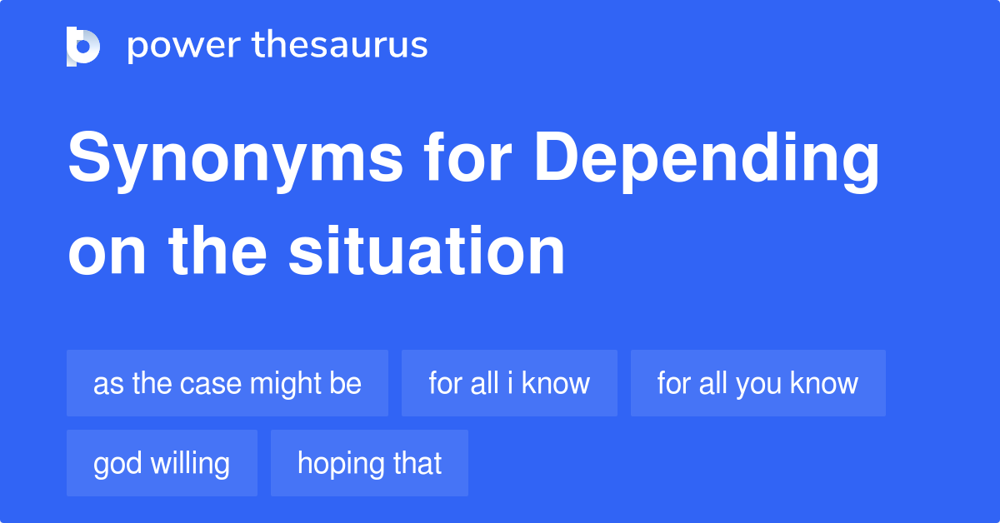 power thesaurus
Synonyms for Depending
on the situation
as the case might be for all i know for all you know
god willing hoping that